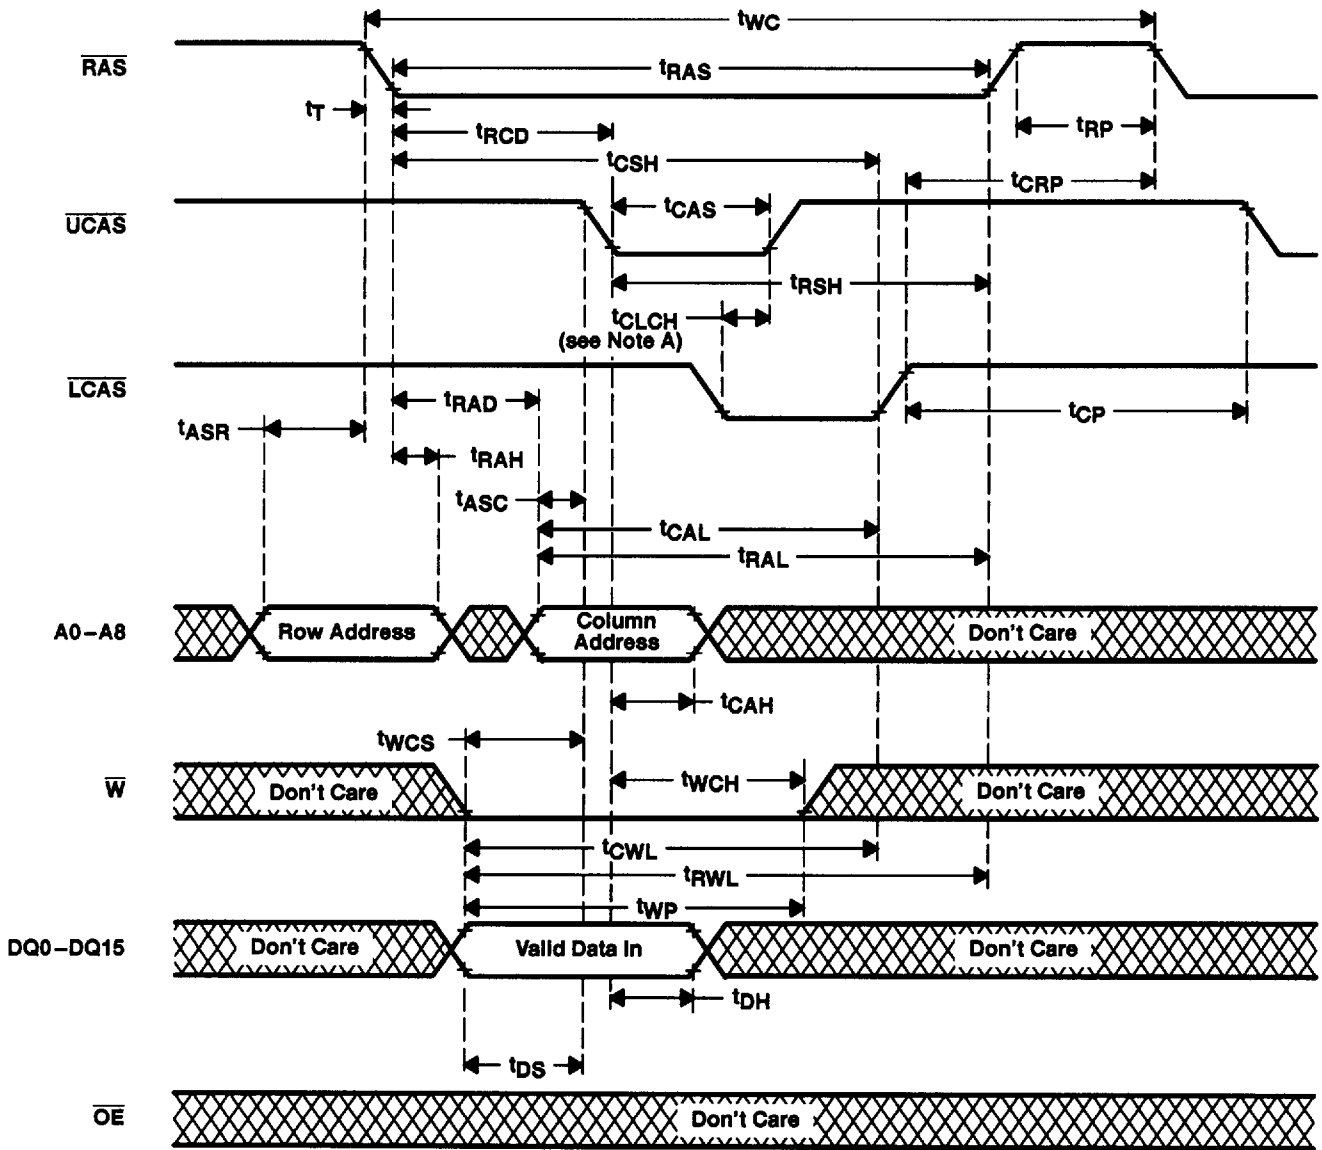 tWC
RAS
tRAS
tT
tRCD
tRP
tCSH
tCRP
UCAS
tCAS
tRSH
tCLCH
(see Note A)
LCAS
tRAD
tCP
tASR
tRAH
tASC
tCAL
tRAL
A0–A8
Row Address
Column
Address
Don't Care
tCAH
tWCS
W
Don't Care
tWCH
Don't Care
tCWL
tRWL
tWP
DQ0–DQ15
Don't Care
Valid Data In
Don't Care
tDH
tDS
OE
Don't Care